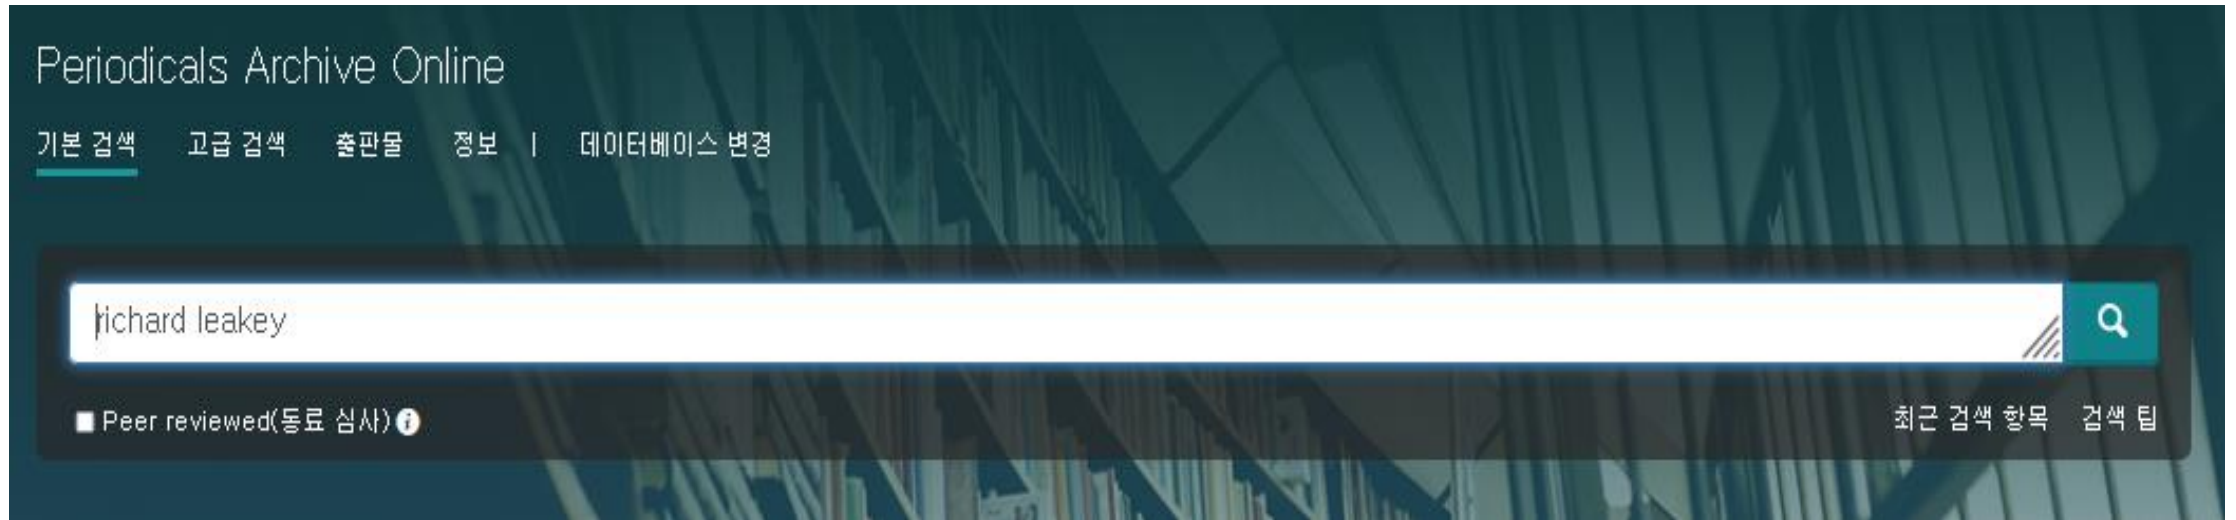 Periodicals Archive Online
기본 검색 고급 검색 출판물 정보 | 데이터베이스 변경
richard leakey
Peer reviewed(동료 심사) i
최근 검색 항목 검색 팁